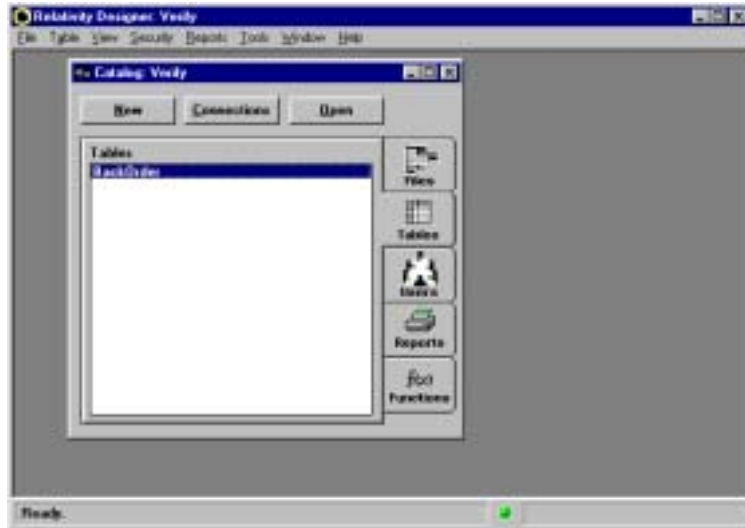 Relativity Designer: Verify
File Table View Security Reports Tools Window Help
Catalog: Verify
New Connections Open
Tables
BackOrder
Files
Tables
Users
Reports
f(x)
Functions
Ready.